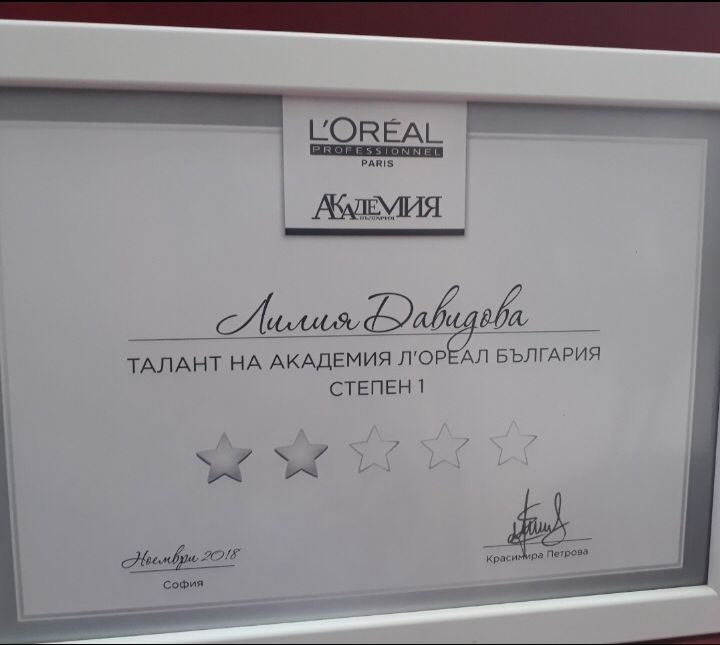 L'ORÉAL
PROFESSIONNEL
PARIS
АКАДЕМИЯ
БЪЛГАРИЯ
Лилия Давидова
ТАЛАНТ НА АКАДЕМИЯ Л'ОРЕАЛ БЪЛГАРИЯ
СТЕПЕН 1
Ноември 2018
София
Красимира Петрова